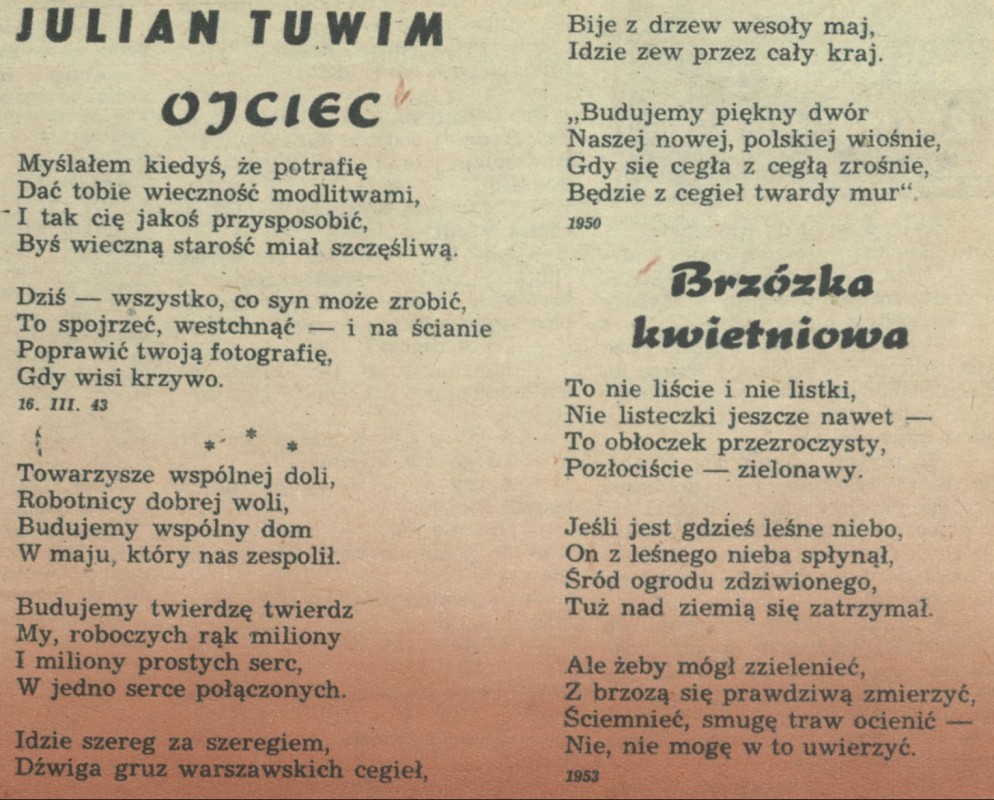 JULIAN TUWIM
OJCIEC
Myślałem kiedyś, że potrafię
Dać tobie wieczność modlitwami,
I tak cię jakoś przysposobić,
Byś wieczną starość miał szczęśliwą.
Dziś — wszystko, co syn może zrobić,
To spojrzeć, westchnąć — i na ścianie
Poprawić twoją fotografię,
Gdy wisi krzywo.
16. III. 43
* * *
Towarzysze wspólnej doli,
Robotnicy dobrej woli,
Budujemy wspólny dom
W maju, który nas zespolił.
Budujemy twierdzę twierdz
My, roboczych rąk miliony
I miliony prostych serc,
W jedno serce połączonych.
Idzie szereg za szeregiem,
Dźwiga gruz warszawskich cegieł,
Bije z drzew wesoły maj,
Idzie zew przez cały kraj.
„Budujemy piękny dwór
Naszej nowej, polskiej wiośnie,
Gdy się cegła z cegłą zrośnie,
Będzie z cegieł twardy mur“.
1950
Brzózka
kwietniowa
To nie liście i nie listki,
Nie listeczki jeszcze nawet —
To obłoczek przezroczysty,
Pozłociście — zielonawy.
Jeśli jest gdzieś leśne niebo,
On z leśnego nieba spłynął,
Śród ogrodu zdziwionego,
Tuż nad ziemią się zatrzymał.
Ale żeby mógł zzielenieć,
Z brzozą się prawdziwą zmierzyć,
Ściemnieć, smugę traw ocienić —
Nie, nie mogę w to uwierzyć.
1953